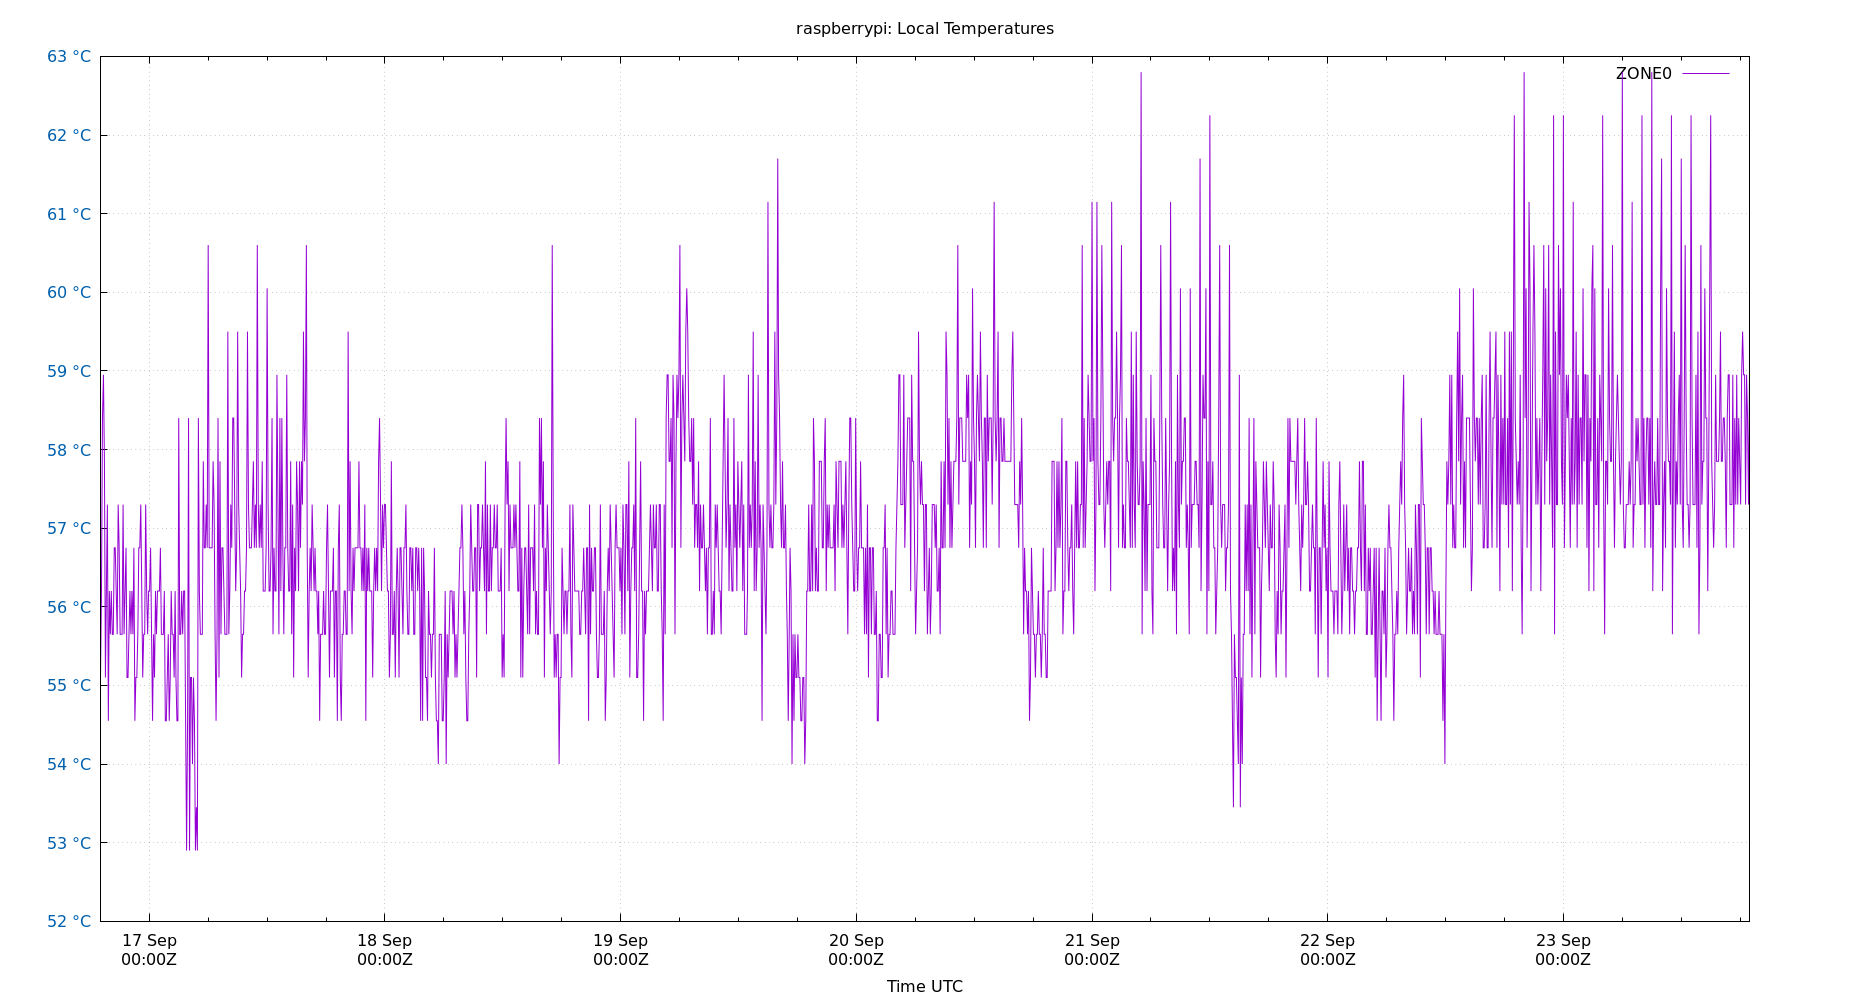 raspberrypi: Local Temperatures
63 °C
ZONE0
62 °C
61 °C
60 °C
59 °C
58 °C
57 °C
56 °C
55 °C
54 °C
53 °C
52 °C
17 Sep 18 Sep 19 Sep 20 Sep 21 Sep 22 Sep 23 Sep
00:00Z 00:00Z 00:00Z 00:00Z 00:00Z 00:00Z 00:00Z
Time UTC